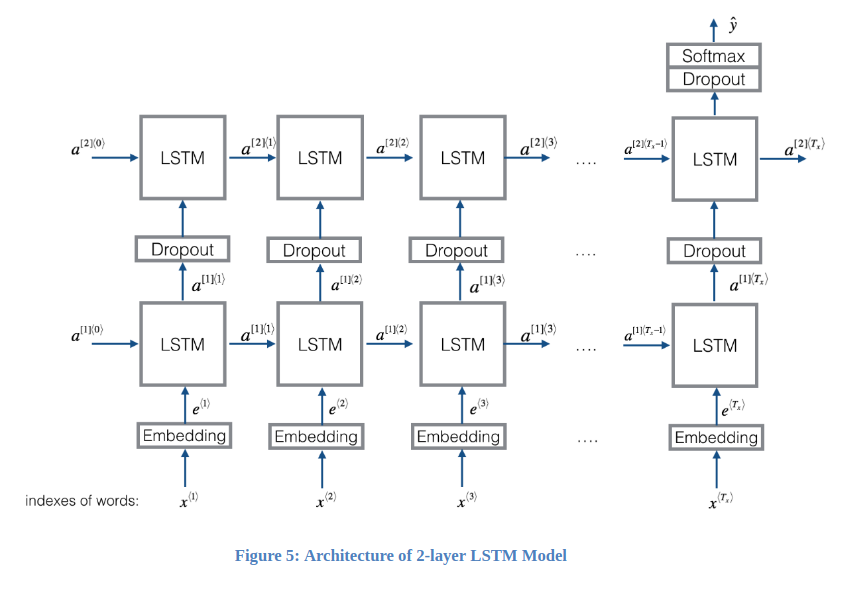 ŷ
Softmax
Dropout
a^[2]⟨0⟩ LSTM a^[2]⟨1⟩ LSTM a^[2]⟨2⟩ LSTM a^[2]⟨3⟩ .... a^[2]⟨Tₓ−1⟩ LSTM a^[2]⟨Tₓ⟩
Dropout Dropout Dropout .... Dropout
a^[1]⟨1⟩ a^[1]⟨2⟩ a^[1]⟨3⟩ a^[1]⟨Tₓ⟩
a^[1]⟨0⟩ LSTM a^[1]⟨1⟩ LSTM a^[1]⟨2⟩ LSTM a^[1]⟨3⟩ .... a^[1]⟨Tₓ−1⟩ LSTM
e^⟨1⟩ e^⟨2⟩ e^⟨3⟩ e^⟨Tₓ⟩
Embedding Embedding Embedding .... Embedding
indexes of words: x^⟨1⟩ x^⟨2⟩ x^⟨3⟩ x^⟨Tₓ⟩
Figure 5: Architecture of 2-layer LSTM Model